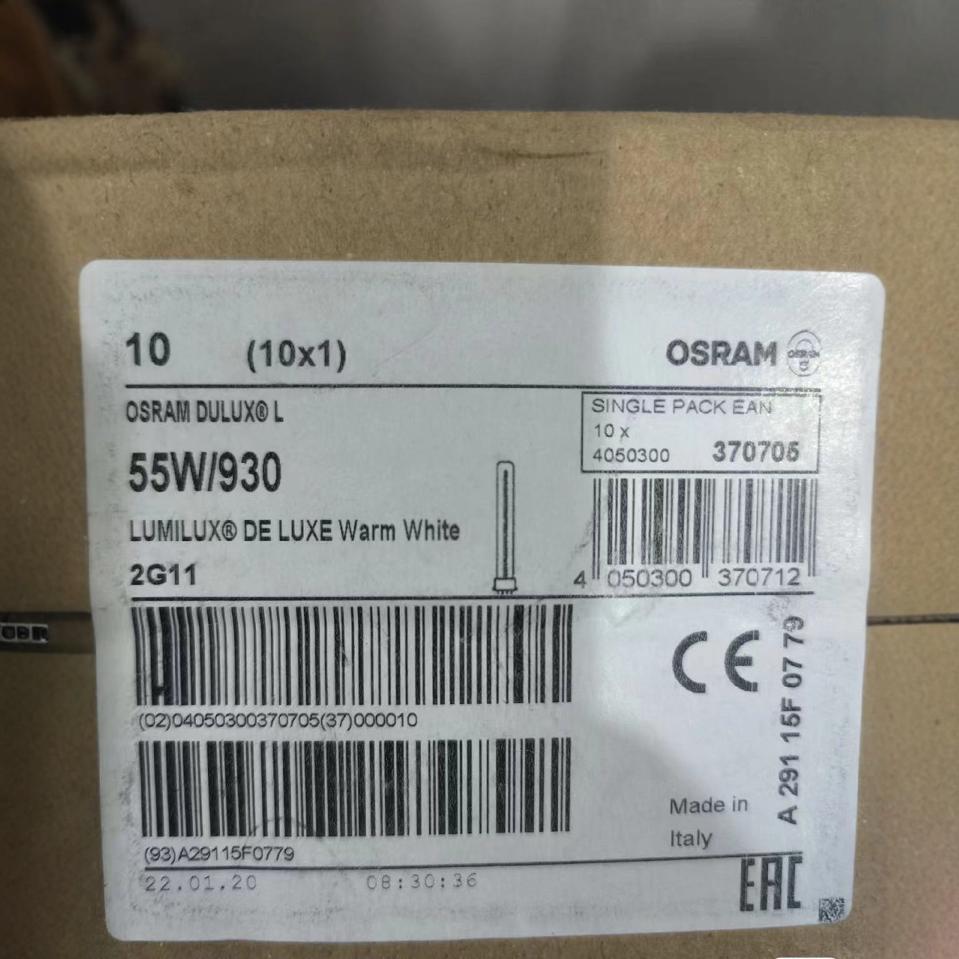 10 (10x1) OSRAM
OSRAM DULUX® L
55W/930
LUMILUX® DE LUXE Warm White
2G11
SINGLE PACK EAN
10 x
4050300 370705
4 050300 370712
(02)04050300370705(37)000010
CE
A 291 15F 07 79
(93)A29115F0779
Made in
Italy
22.01.20 08:30:36
EAC